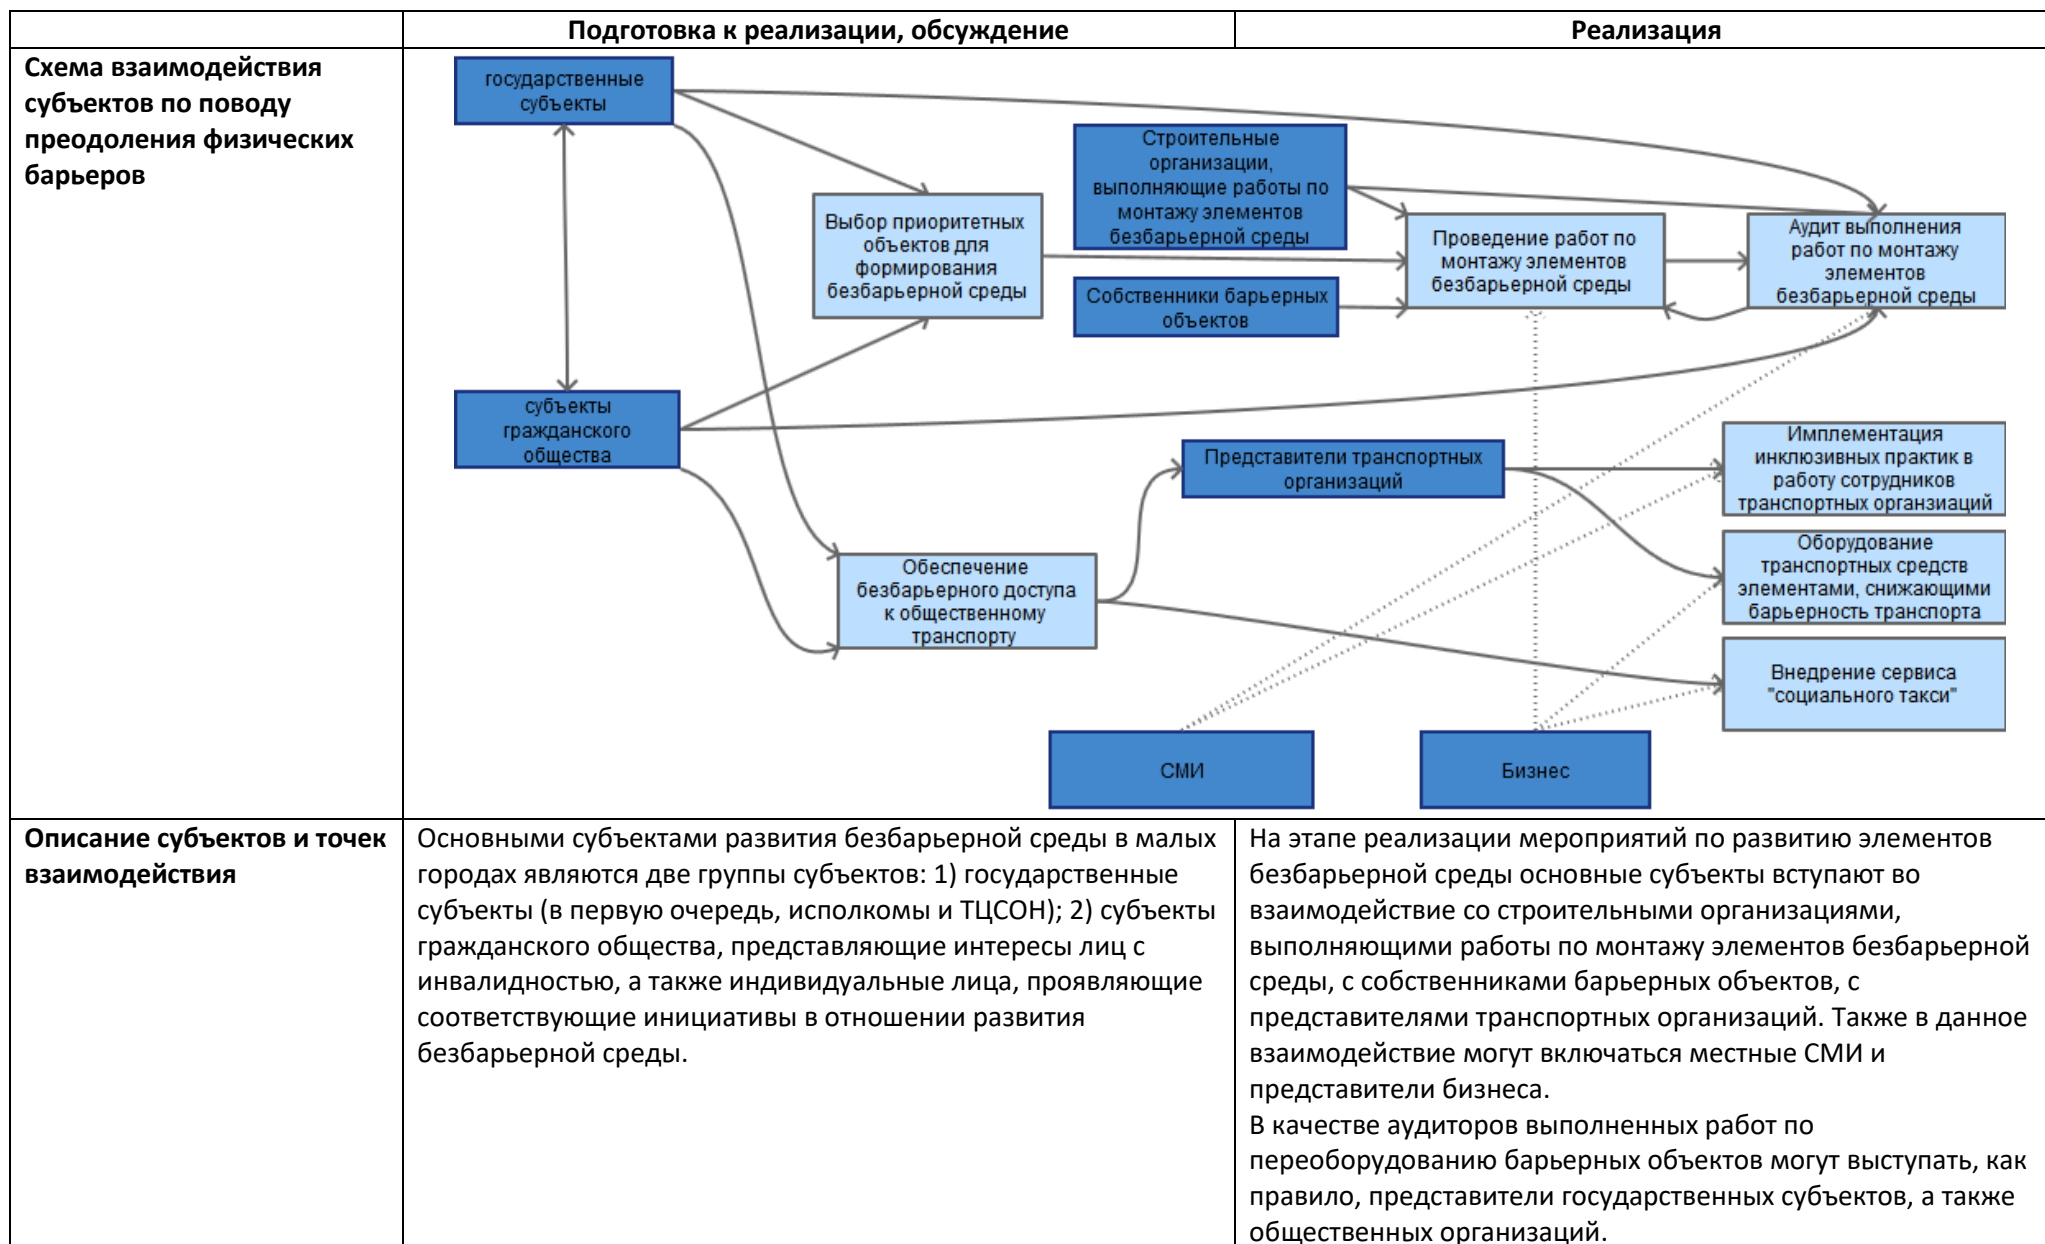 Подготовка к реализации, обсуждение
Реализация
Схема взаимодействия
субъектов по поводу
преодоления физических
барьеров
государственные
субъекты
Строительные
организации,
выполняющие работы по
монтажу элементов
безбарьерной среды
Выбор приоритетных
объектов для
формирования
безбарьерной среды
Проведение работ по
монтажу элементов
безбарьерной среды
Аудит выполнения
работ по монтажу
элементов
безбарьерной среды
Собственники барьерных
объектов
субъекты
гражданского
общества
Представители транспортных
организаций
Имплементация
инклюзивных практик в
работу сотрудников
транспортных органзиаций
Обеспечение
безбарьерного доступа
к общественному
транспорту
Оборудование
транспортных средств
элементами, снижающими
барьерность транспорта
Внедрение сервиса
"социального такси"
СМИ
Бизнес
Описание субъектов и точек
взаимодействия
Основными субъектами развития безбарьерной среды в малых
городах являются две группы субъектов: 1) государственные
субъекты (в первую очередь, исполкомы и ТЦСОН); 2) субъекты
гражданского общества, представляющие интересы лиц с
инвалидностью, а также индивидуальные лица, проявляющие
соответствующие инициативы в отношении развития
безбарьерной среды.
На этапе реализации мероприятий по развитию элементов
безбарьерной среды основные субъекты вступают во
взаимодействие со строительными организациями,
выполняющими работы по монтажу элементов безбарьерной
среды, с собственниками барьерных объектов, с
представителями транспортных организаций. Также в данное
взаимодействие могут включаться местные СМИ и
представители бизнеса.
В качестве аудиторов выполненных работ по
переоборудованию барьерных объектов могут выступать, как
правило, представители государственных субъектов, а также
общественных организаций.